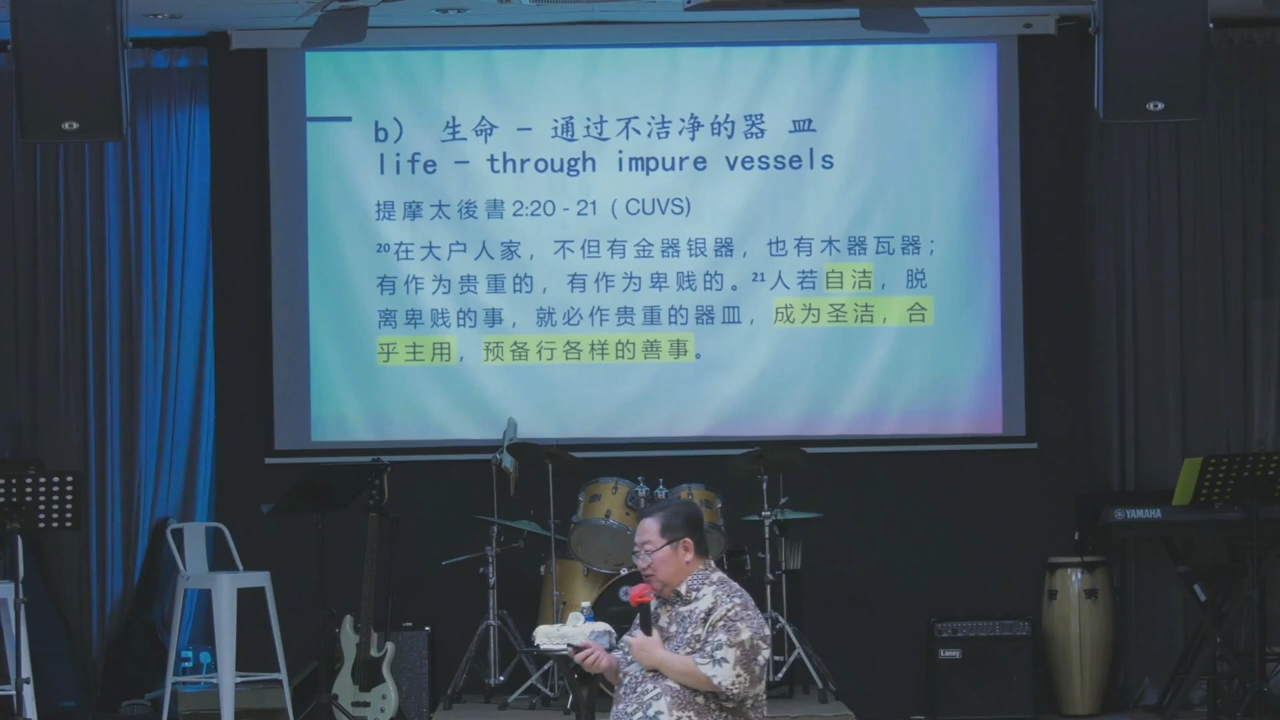 b） 生命 – 通过不洁净的器 皿
life – through impure vessels
提摩太後書 2:20 - 21（CUVS)
20在大户人家，不但有金器银器，也有木器瓦器；
有作为贵重的，有作为卑贱的。21人若自洁，脱
离卑贱的事，就必作贵重的器皿，成为圣洁，合
乎主用，预备行各样的善事。
YAMAHA
Laney